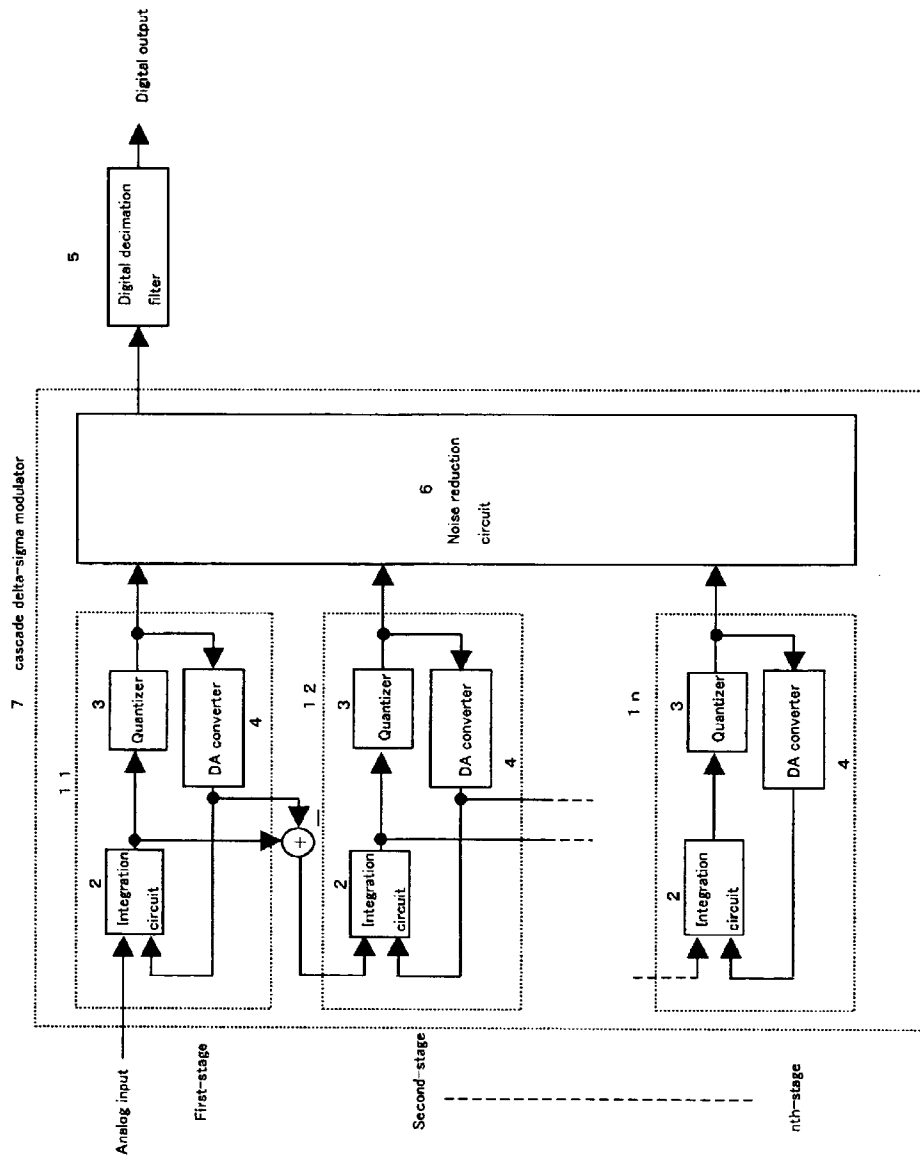 7 cascade delta-sigma modulator
Analog input
First-stage
1 1
2
Integration
circuit
3
Quantizer
DA converter
4
+
−
Second-stage
1 2
2
Integration
circuit
3
Quantizer
DA converter
4
nth-stage
1 n
2
Integration
circuit
3
Quantizer
DA converter
4
6
Noise reduction
circuit
5
Digital decimation
filter
Digital output